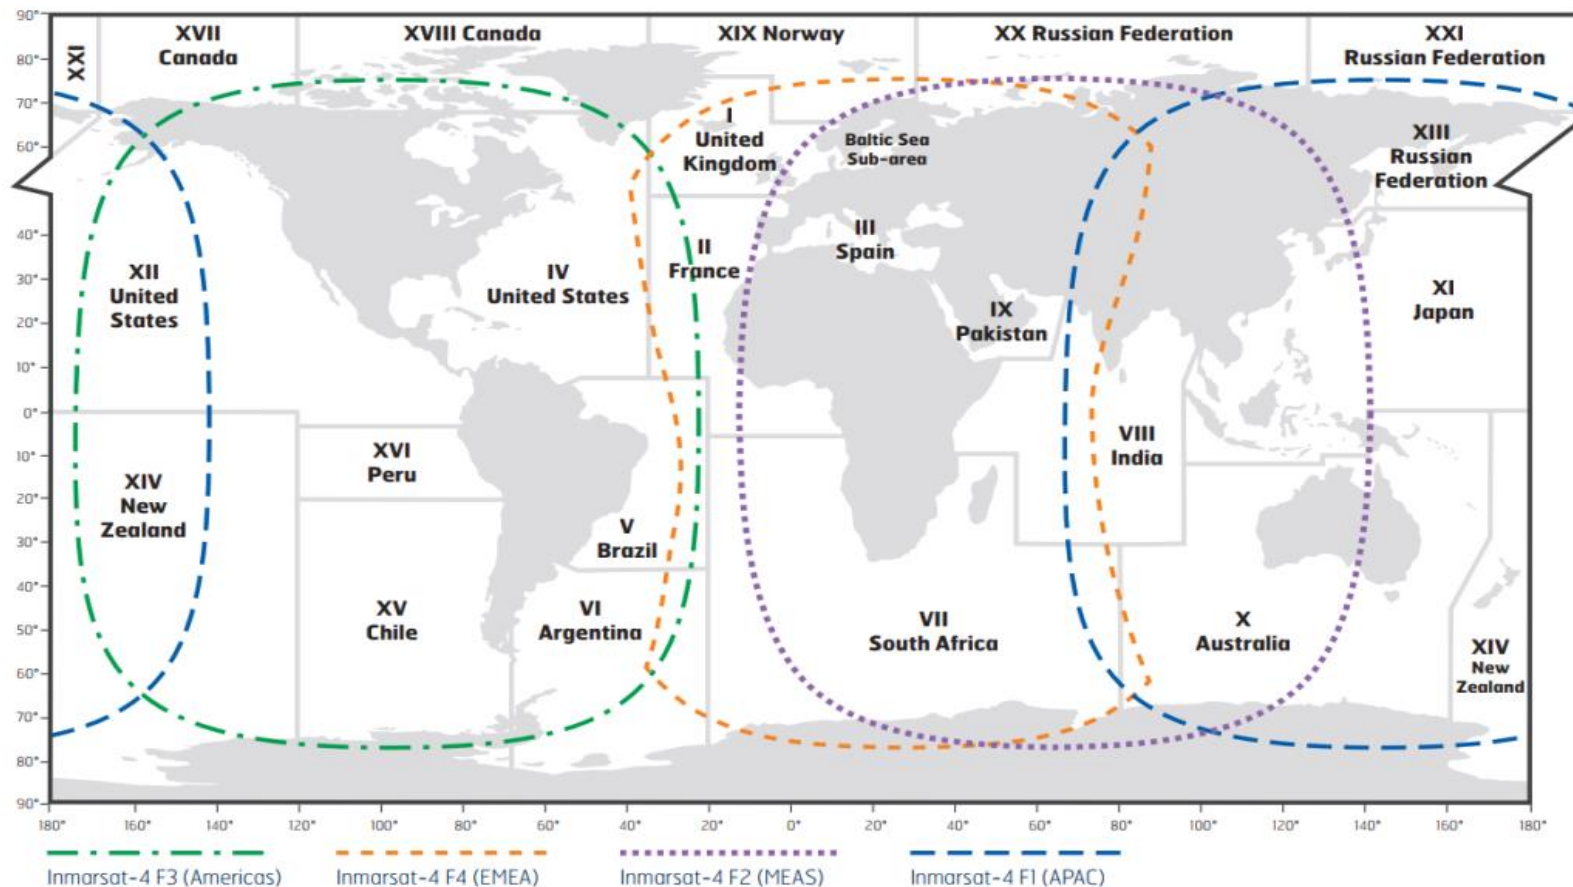 90°
80°
70°
60°
40°
30°
20°
10°
0°
10°
20°
30°
40°
50°
60°
70°
80°
90°
XXI
XVII
Canada
XVIII Canada
XIX Norway
XX Russian Federation
XXI
Russian Federation
I
United
Kingdom
Baltic Sea
Sub-area
XIII
Russian
Federation
XII
United
States
IV
United States
II
France
III
Spain
IX
Pakistan
XI
Japan
XIV
New
Zealand
XVI
Peru
V
Brazil
VIII
India
XV
Chile
VI
Argentina
VII
South Africa
X
Australia
XIV
New
Zealand
180° 160° 140° 120° 100° 80° 60° 40° 20° 0° 20° 40° 60° 80° 100° 120° 140° 160° 180°
Inmarsat-4 F3 (Americas) Inmarsat-4 F4 (EMEA) Inmarsat-4 F2 (MEAS) Inmarsat-4 F1 (APAC)